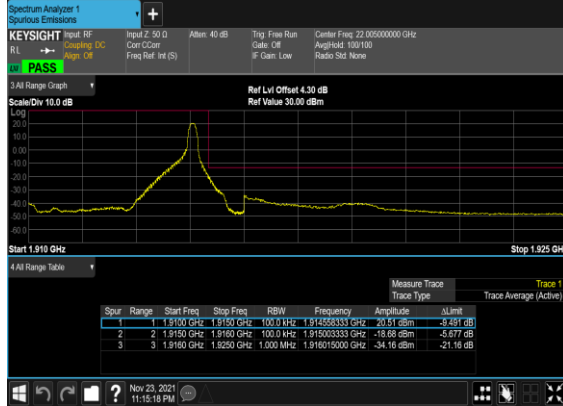 Spectrum Analyzer 1
Spurious Emissions
+
KEYSIGHT Input: RF Input Z: 50 Ω Atten: 40 dB Trig: Free Run Center Freq: 22.005000000 GHz
RL Coupling: DC Corr CCorr Gate: Off Avg|Hold: 100/100
Align: Off Freq Ref: Int (S) IF Gain: Low Radio Std: None
PASS
3 All Range Graph
Ref Lvl Offset 4.30 dB
Scale/Div 10.0 dB Ref Value 30.00 dBm
Log
20.0
10.0
0.00
-10.0
-20.0
-30.0
-40.0
-50.0
-60.0
Start 1.910 GHz Stop 1.925 GH
4 All Range Table
Measure Trace Trace 1
Trace Type Trace Average (Active)
Spur Range Start Freq Stop Freq RBW Frequency Amplitude ΔLimit
1 1 1.9100 GHz 1.9150 GHz 100.0 kHz 1.914558333 GHz 20.51 dBm -9.491 dB
2 2 1.9150 GHz 1.9160 GHz 100.0 kHz 1.915003333 GHz -18.68 dBm -5.677 dB
3 3 1.9160 GHz 1.9250 GHz 1.000 MHz 1.916015000 GHz -34.16 dBm -21.16 dB
? Nov 23, 2021
11:15:18 PM